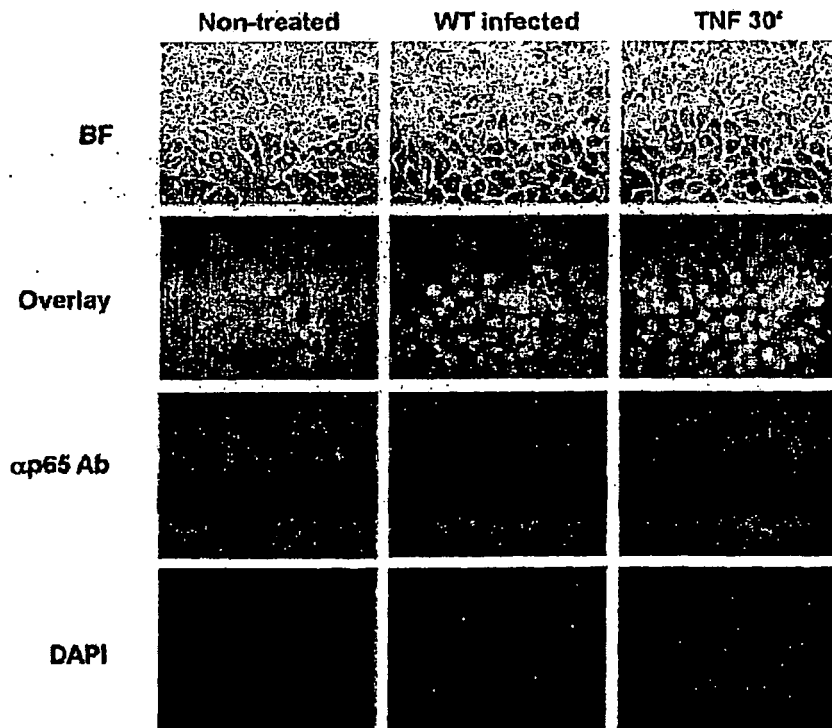 Non-treated WT infected TNF 30‘
BF
Overlay
αp65 Ab
DAPI